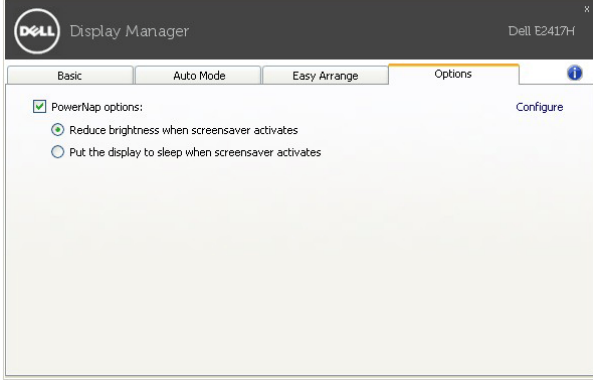 DELL Display Manager Dell E2417H x
Basic Auto Mode Easy Arrange Options i
PowerNap options: Configure
Reduce brightness when screensaver activates
Put the display to sleep when screensaver activates